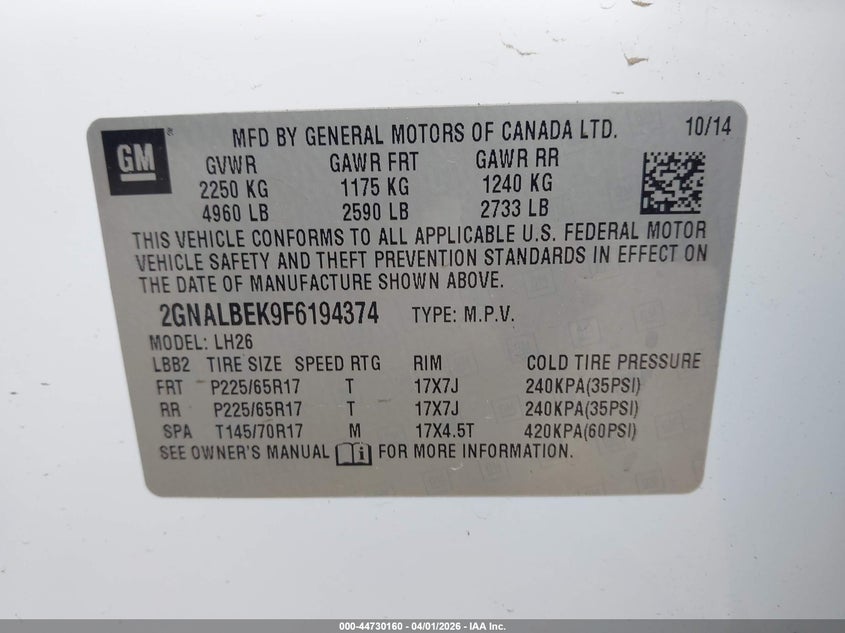 GM
MFD BY GENERAL MOTORS OF CANADA LTD. 10/14
GVWR GAWR FRT GAWR RR
2250 KG 1175 KG 1240 KG
4960 LB 2590 LB 2733 LB
THIS VEHICLE CONFORMS TO ALL APPLICABLE U.S. FEDERAL MOTOR
VEHICLE SAFETY AND THEFT PREVENTION STANDARDS IN EFFECT ON
THE DATE OF MANUFACTURE SHOWN ABOVE.
2GNALBEK9F6194374 TYPE: M.P.V.
MODEL: LH26
LBB2 TIRE SIZE SPEED RTG RIM COLD TIRE PRESSURE
FRT P225/65R17 T 17X7J 240KPA(35PSI)
RR P225/65R17 T 17X7J 240KPA(35PSI)
SPA T145/70R17 M 17X4.5T 420KPA(60PSI)
SEE OWNER'S MANUAL FOR MORE INFORMATION.
000-44730160 - 04/01/2026 - IAA Inc.